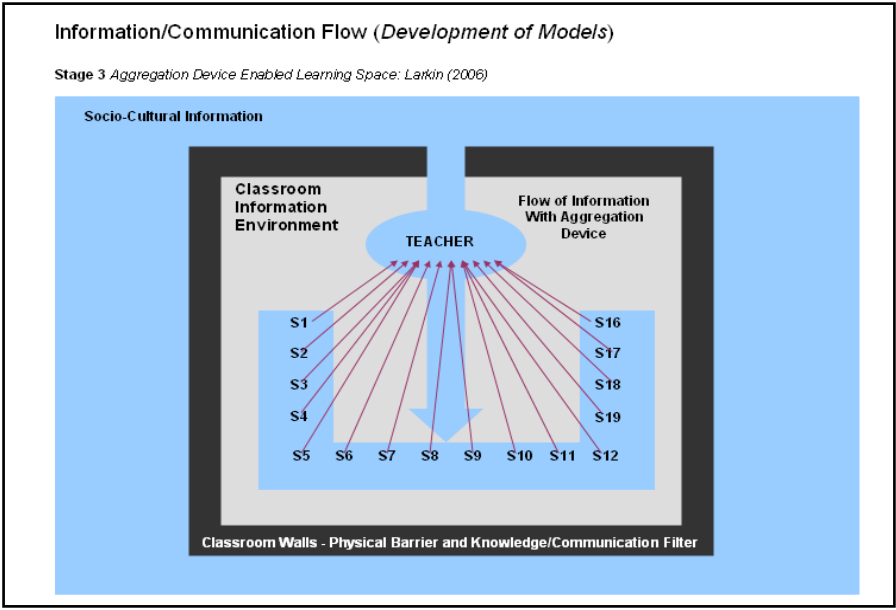 Information/Communication Flow (Development of Models)
Stage 3 Aggregation Device Enabled Learning Space: Larkin (2006)
Socio-Cultural Information
Classroom
Information
Environment
Flow of Information
With Aggregation
Device
TEACHER
S1
S16
S2
S17
S3
S18
S4
S19
S5 S6 S7 S8 S9 S10 S11 S12
Classroom Walls - Physical Barrier and Knowledge/Communication Filter